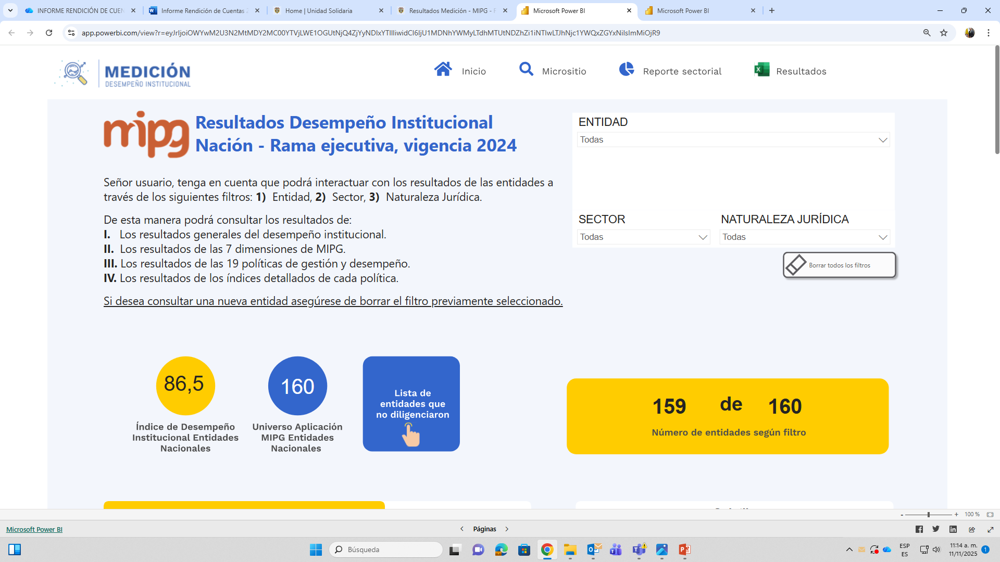 INFORME RENDICIÓN DE CUEN
Informe Rendición de Cuentas 2
Home | Unidad Solidaria
Resultados Medición - MIPG - F
Microsoft Power BI
Microsoft Power BI
MEDICIÓN
DESEMPEÑO INSTITUCIONAL
Inicio
Micrositio
Reporte sectorial
Resultados
mipg
Resultados Desempeño Institucional
Nación - Rama ejecutiva, vigencia 2024
ENTIDAD
Todas
Señor usuario, tenga en cuenta que podrá interactuar con los resultados de las entidades a
través de los siguientes filtros: 1) Entidad, 2) Sector, 3) Naturaleza Jurídica.
De esta manera podrá consultar los resultados de:
I. Los resultados generales del desempeño institucional.
II. Los resultados de las 7 dimensiones de MIPG.
III. Los resultados de las 19 políticas de gestión y desempeño.
IV. Los resultados de los índices detallados de cada política.
Si desea consultar una nueva entidad asegúrese de borrar el filtro previamente seleccionado.
SECTOR
Todas
NATURALEZA JURÍDICA
Todas
Borrar todos los filtros
86,5
Índice de Desempeño
Institucional Entidades
Nacionales
160
Universo Aplicación
MIPG Entidades
Nacionales
Lista de
entidades que
no diligenciaron
159 de 160
Número de entidades según filtro
- + 100 %
Microsoft Power BI
Páginas
Búsqueda
ESP
ES
11:14 a. m.
11/11/2025
1